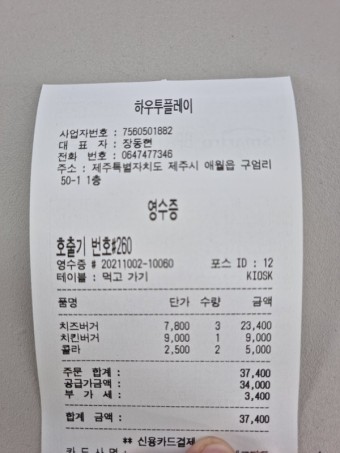 하우투플레이
사업자번호 : 7560501882
대 표 자 : 장동현
전화 번호 : 0647477346
주소 : 제주특별자치도 제주시 애월읍 구엄리
50-1 1층
영수증
호출기 번호#260
영수증 # 20211002-10060 포스 ID : 12
테이블 : 먹고 가기 KIOSK
품명 단가 수량 금액
치즈버거 7,800 3 23,400
치킨버거 9,000 1 9,000
콜라 2,500 2 5,000
주문 합계 : 37,400
공급가금액 : 34,000
부 가 세 : 3,400
합계 금액 : 37,400
## 신용카드결제
카 드 사 명 :